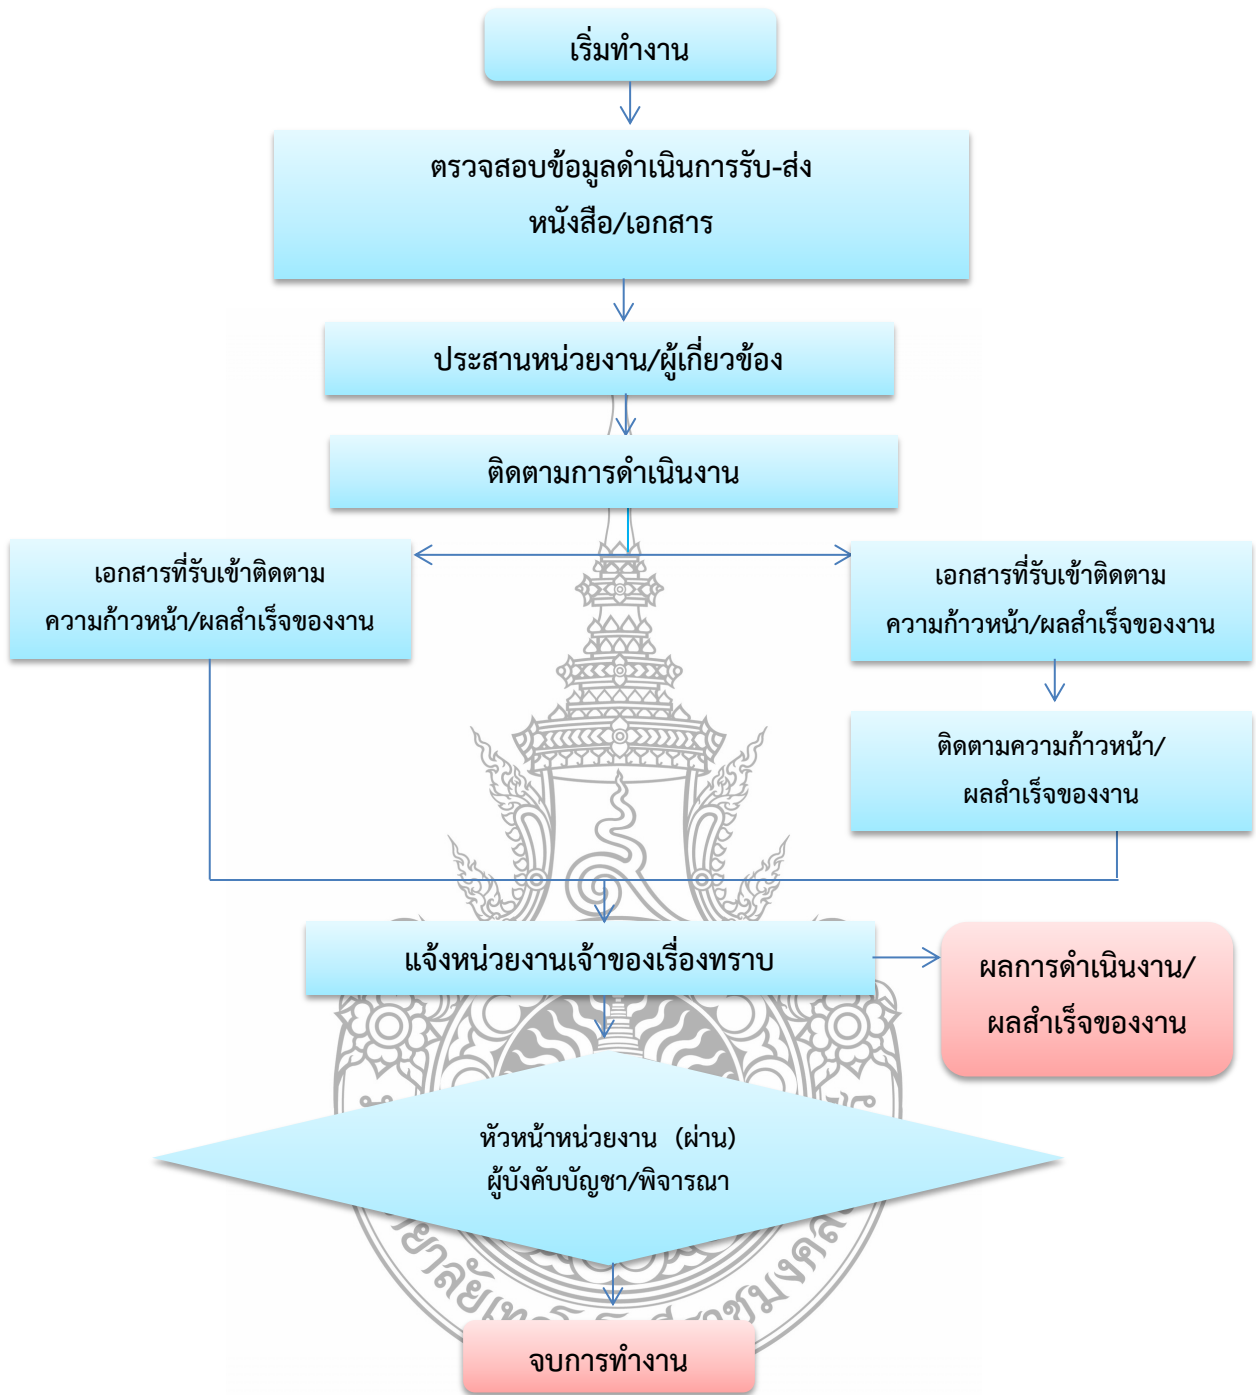 เริ่มทำงาน
ตรวจสอบข้อมูลดำเนินการรับ-ส่ง
หนังสือ/เอกสาร
ประสานหน่วยงาน/ผู้เกี่ยวข้อง
ติดตามการดำเนินงาน
เอกสารที่รับเข้าติดตาม
ความก้าวหน้า/ผลสำเร็จของงาน
เอกสารที่รับเข้าติดตาม
ความก้าวหน้า/ผลสำเร็จของงาน
ติดตามความก้าวหน้า/
ผลสำเร็จของงาน
แจ้งหน่วยงานเจ้าของเรื่องทราบ
ผลการดำเนินงาน/
ผลสำเร็จของงาน
หัวหน้าหน่วยงาน (ผ่าน)
ผู้บังคับบัญชา/พิจารณา
จบการทำงาน